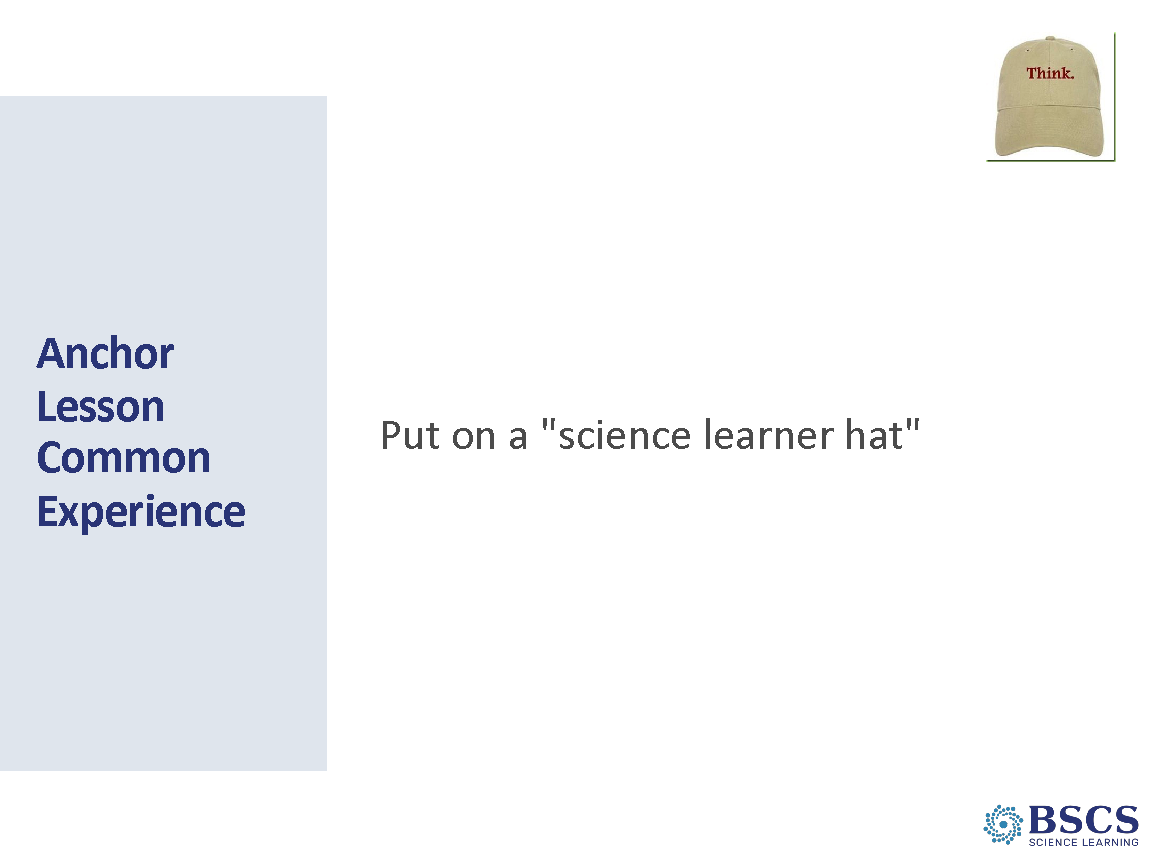 Think.
Anchor
Lesson
Common
Experience
Put on a "science learner hat"
BSCS
SCIENCE LEARNING